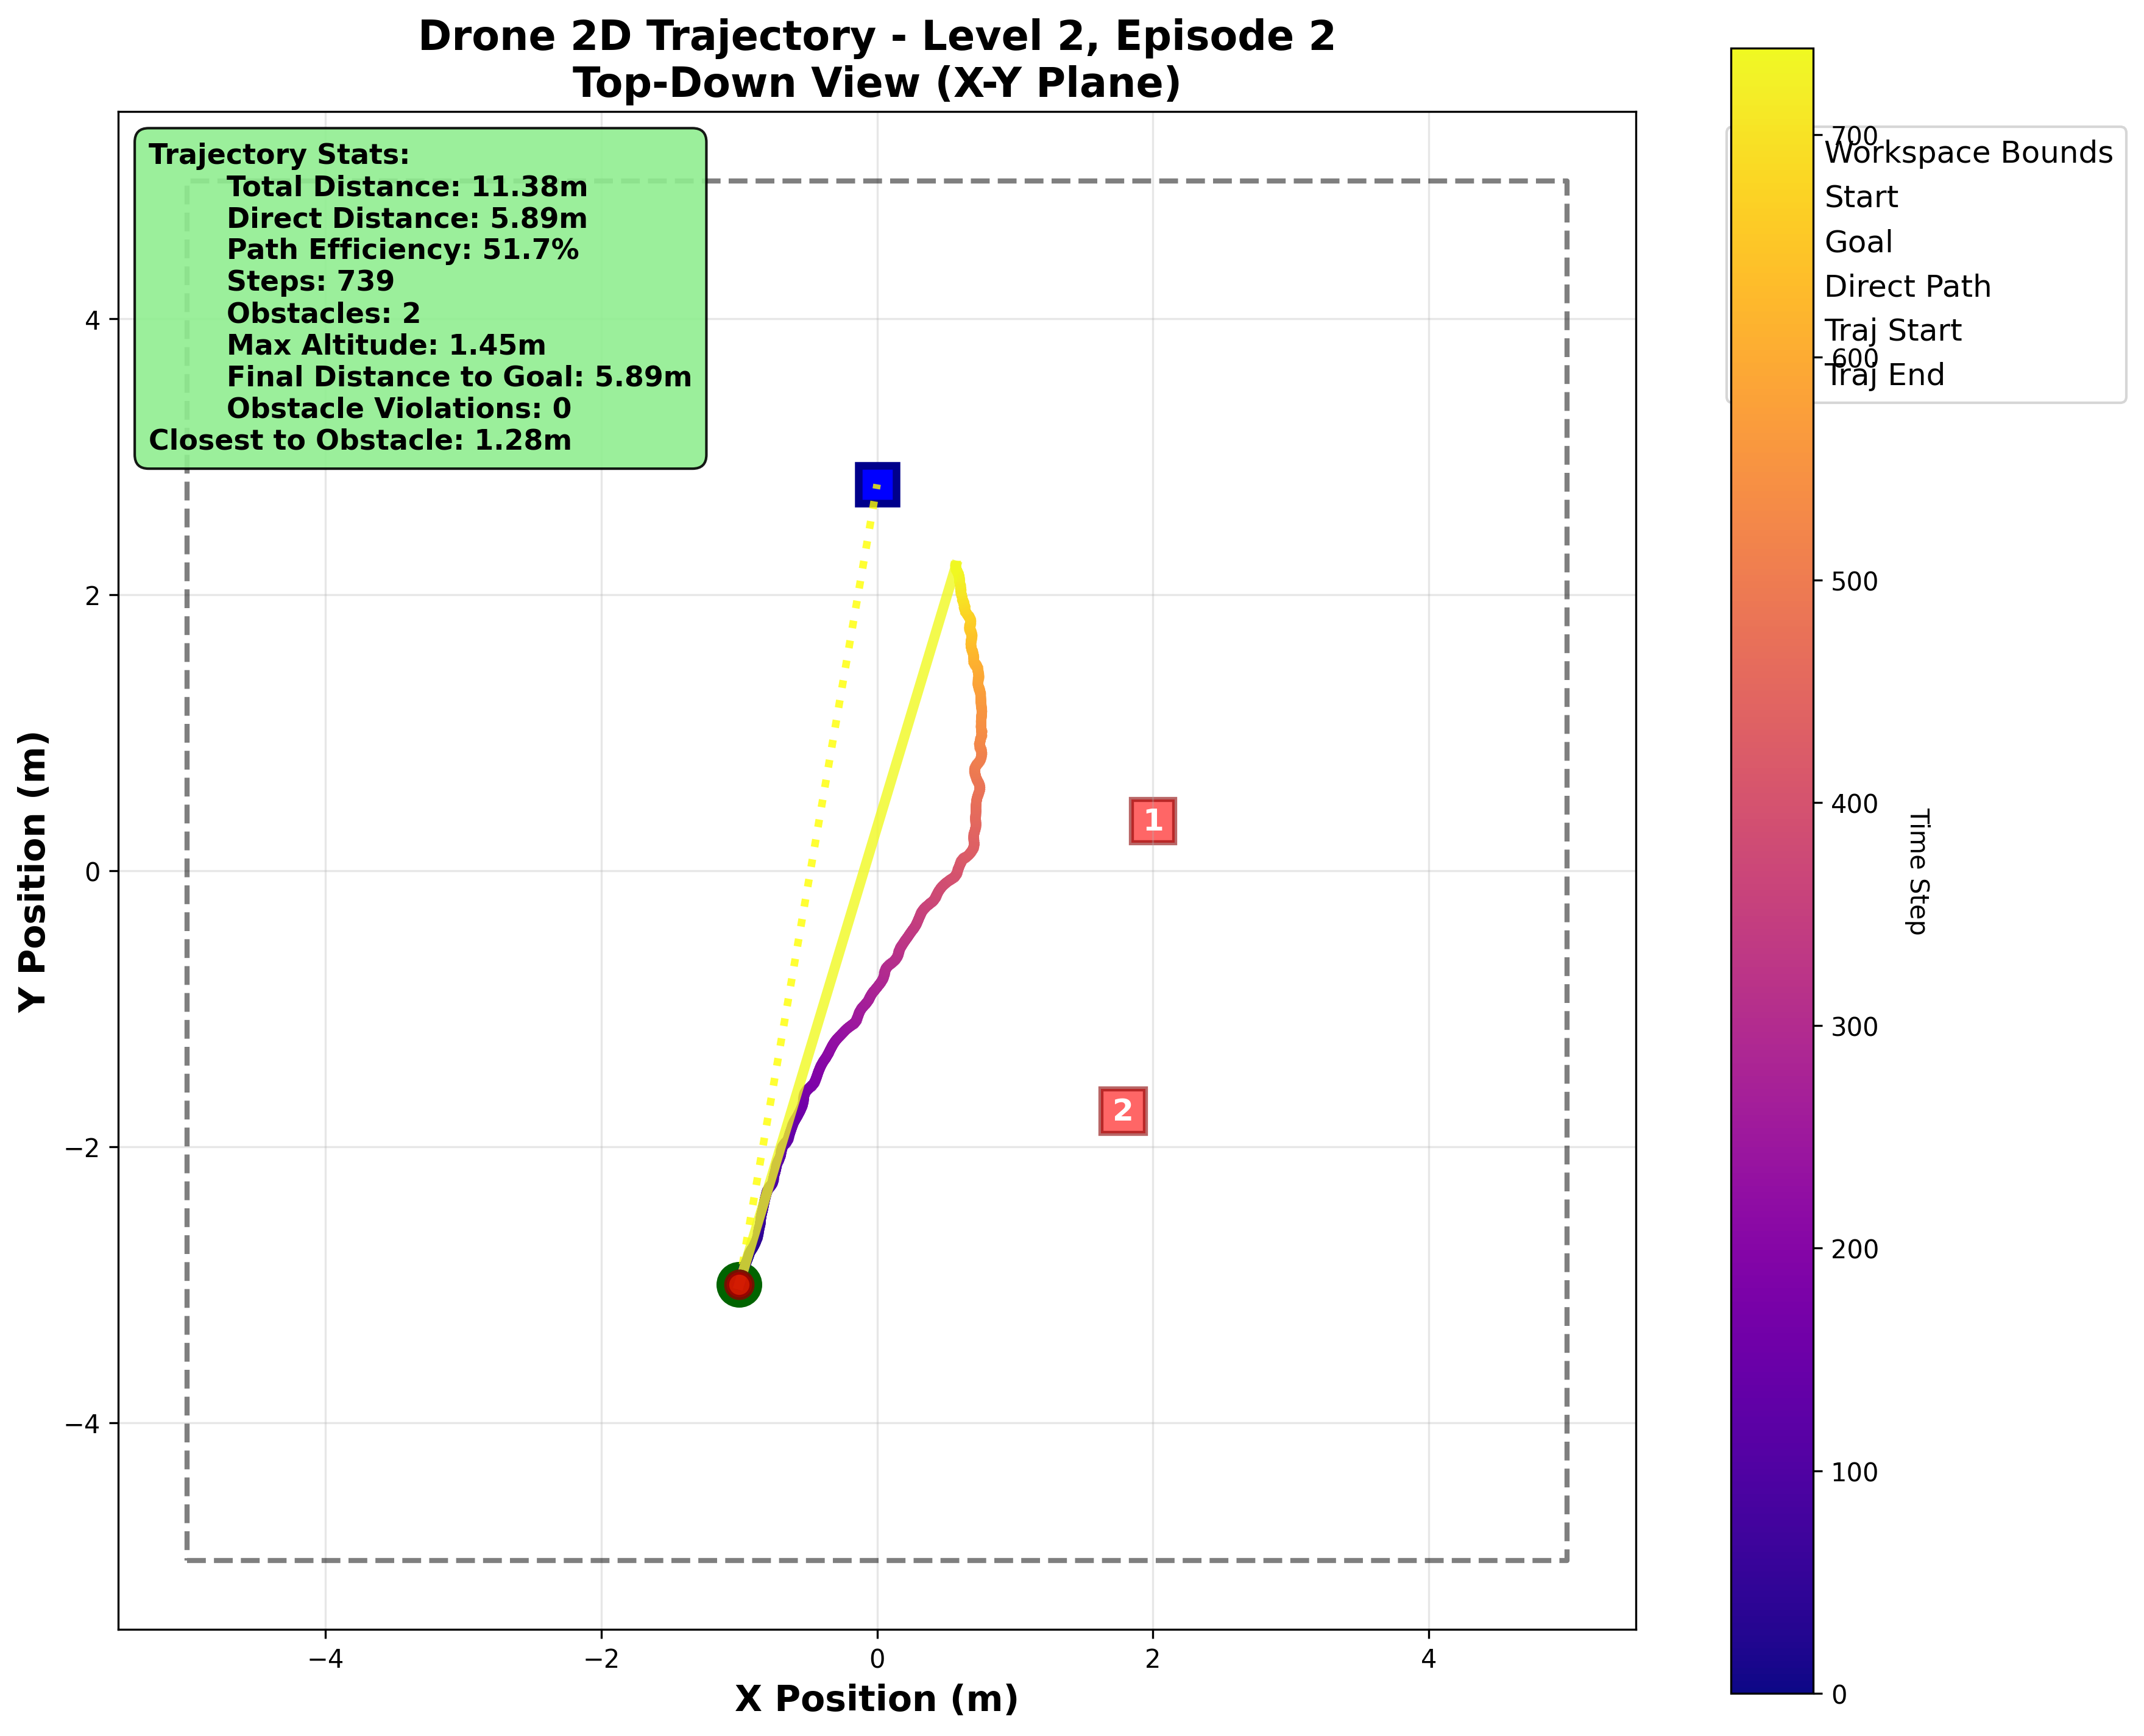 Drone 2D Trajectory - Level 2, Episode 2
Top-Down View (X-Y Plane)
Trajectory Stats:
Total Distance: 11.38m
Direct Distance: 5.89m
Path Efficiency: 51.7%
Steps: 739
Obstacles: 2
Max Altitude: 1.45m
Final Distance to Goal: 5.89m
Obstacle Violations: 0
Closest to Obstacle: 1.28m
Workspace Bounds
Start
Goal
Direct Path
Traj Start
Traj End
700
600
500
400
300
200
100
0
Time Step
4
2
0
−2
−4
Y Position (m)
1
2
−4
−2
0
2
4
X Position (m)